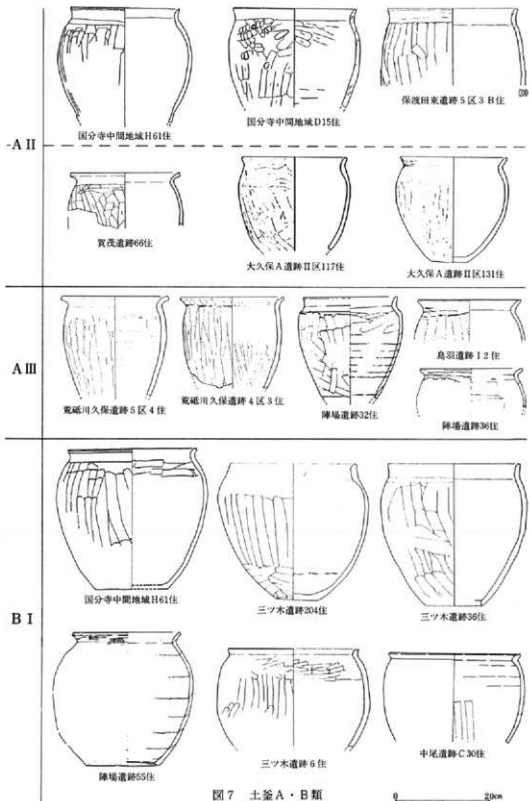 国分寺中間地域H61住
国分寺中間地域D15住
保渡田東遺跡5区3B住
AⅡ
賀茂遺跡66住
大久保A遺跡Ⅱ区117住
大久保A遺跡Ⅱ区131住
AⅢ
荒砥川久保遺跡5区4住
荒砥川久保遺跡4区3住
陣場遺跡32住
鳥羽遺跡I2住
陣場遺跡36住
BⅠ
国分寺中間地域H61住
三ツ木遺跡204住
三ツ木遺跡36住
陣場遺跡55住
三ツ木遺跡6住
中尾遺跡C30住
図7 土釜A・B類
0 20cm